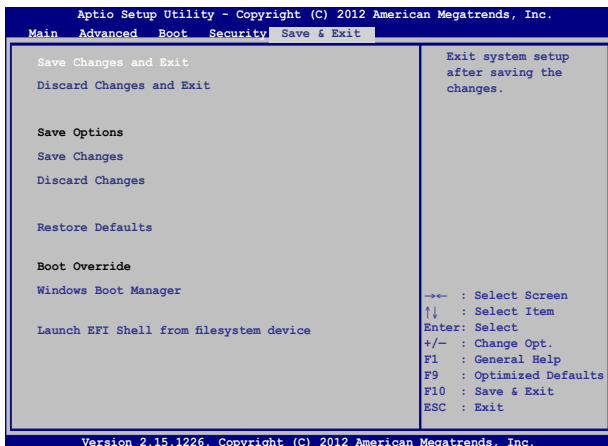 Aptio Setup Utility - Copyright (C) 2012 American Megatrends, Inc.
Main Advanced Boot Security Save & Exit
Save Changes and Exit
Discard Changes and Exit
Save Options
Save Changes
Discard Changes
Restore Defaults
Boot Override
Windows Boot Manager
Launch EFI Shell from filesystem device
Exit system setup
after saving the
changes.
→← : Select Screen
↑↓ : Select Item
Enter: Select
+/— : Change Opt.
F1 : General Help
F9 : Optimized Defaults
F10 : Save & Exit
ESC : Exit
Version 2.15.1226. Copyright (C) 2012 American Megatrends, Inc.